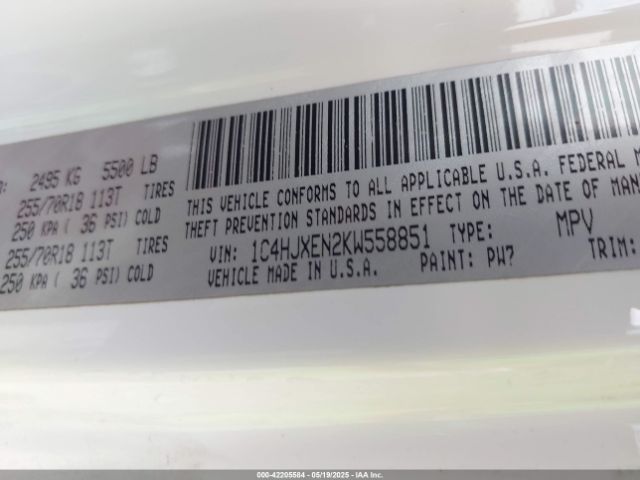 R: 2495 KG 5500 LB
255/70R18 113T TIRES
250 KPA ( 36 PSI) COLD
255/70R18 113T TIRES
250 KPA ( 36 PSI) COLD
THIS VEHICLE CONFORMS TO ALL APPLICABLE U.S.A. FEDERAL
THEFT PREVENTION STANDARDS IN EFFECT ON THE DATE OF
VIN: 1C4HJXEN2KW558851 TYPE: MPV
VEHICLE MADE IN U.S.A. PAINT: PW7 TRIM:
000-42205584 - 05/19/2025 - IAA Inc.